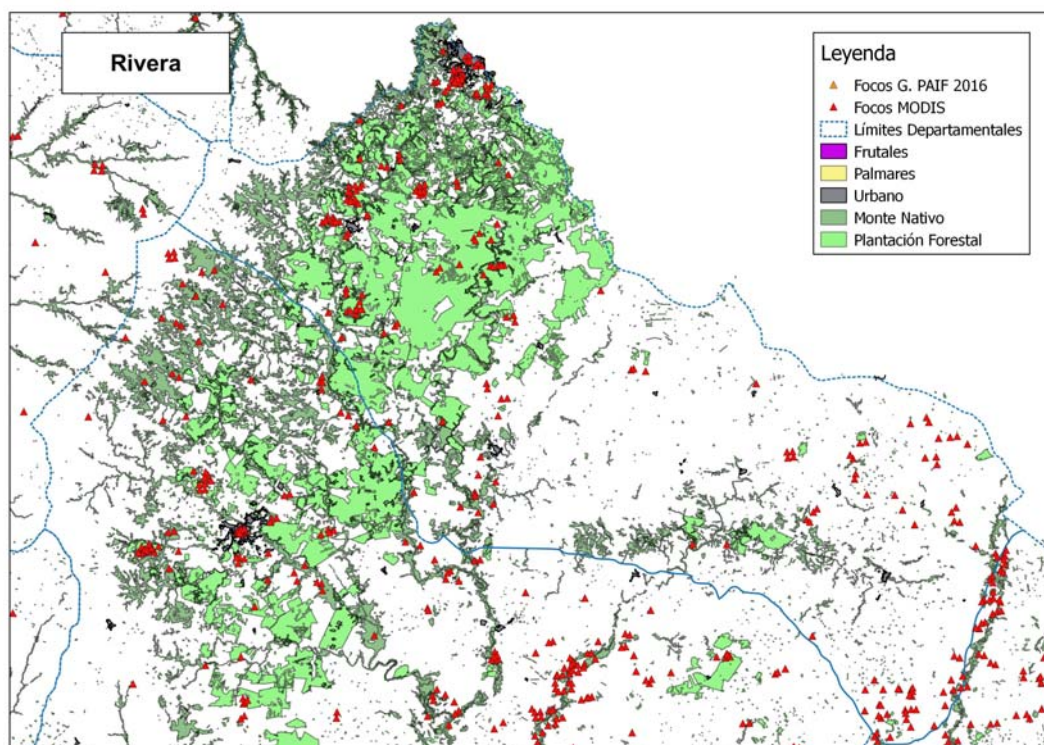 Rivera
Leyenda
Focos G. PAIF 2016
Focos MODIS
Límites Departamentales
Frutales
Palmares
Urbano
Monte Nativo
Plantación Forestal